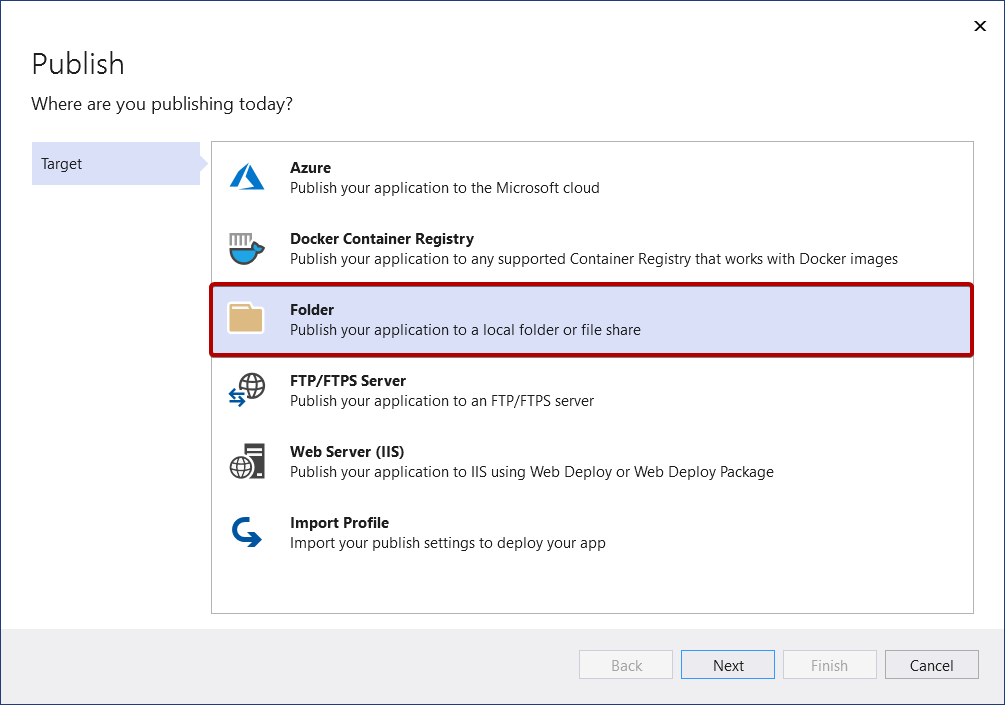 Publish
Where are you publishing today?
Target
Azure
Publish your application to the Microsoft cloud
Docker Container Registry
Publish your application to any supported Container Registry that works with Docker images
Folder
Publish your application to a local folder or file share
FTP/FTPS Server
Publish your application to an FTP/FTPS server
Web Server (IIS)
Publish your application to IIS using Web Deploy or Web Deploy Package
Import Profile
Import your publish settings to deploy your app
Back
Next
Finish
Cancel